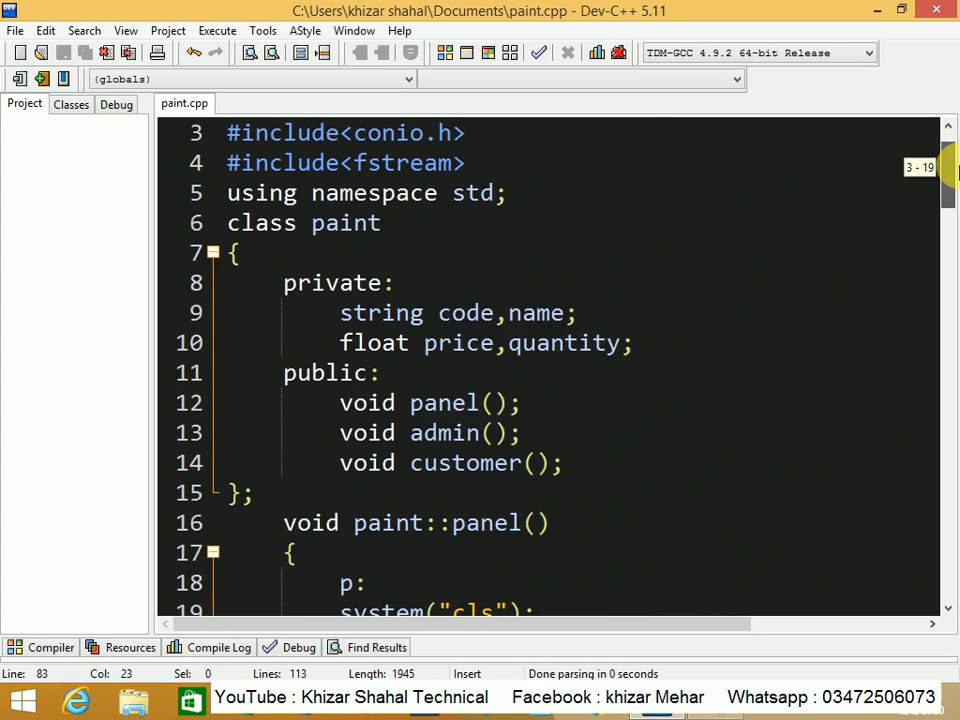 C:\Users\khizar shahal\Documents\paint.cpp - Dev-C++ 5.11
File Edit Search View Project Execute Tools AStyle Window Help
TDM-GCC 4.9.2 64-bit Release
(globals)
Project Classes Debug paint.cpp
3 #include<conio.h>
4 #include<fstream>
3 - 19
5 using namespace std;
6 class paint
7 {
8 private:
9 string code,name;
10 float price,quantity;
11 public:
12 void panel();
13 void admin();
14 void customer();
15 };
16 void paint::panel()
17 {
18 p:
19 system("cls");
Compiler Resources Compile Log Debug Find Results
Line: 83 Col: 23 Sel: 0 Lines: 113 Length: 1945 Insert Done parsing in 0 seconds
YouTube : Khizar Shahal Technical Facebook : khizar Mehar Whatsapp : 03472506073